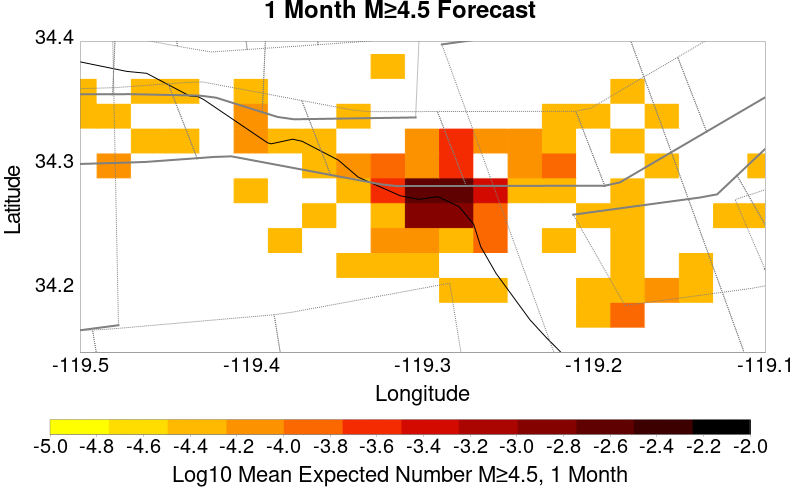 1 Month M≥4.5 Forecast
34.4
34.3
34.2
Latitude
-119.5 -119.4 -119.3 -119.2 -119.1
Longitude
-5.0 -4.8 -4.6 -4.4 -4.2 -4.0 -3.8 -3.6 -3.4 -3.2 -3.0 -2.8 -2.6 -2.4 -2.2 -2.0
Log10 Mean Expected Number M≥4.5, 1 Month